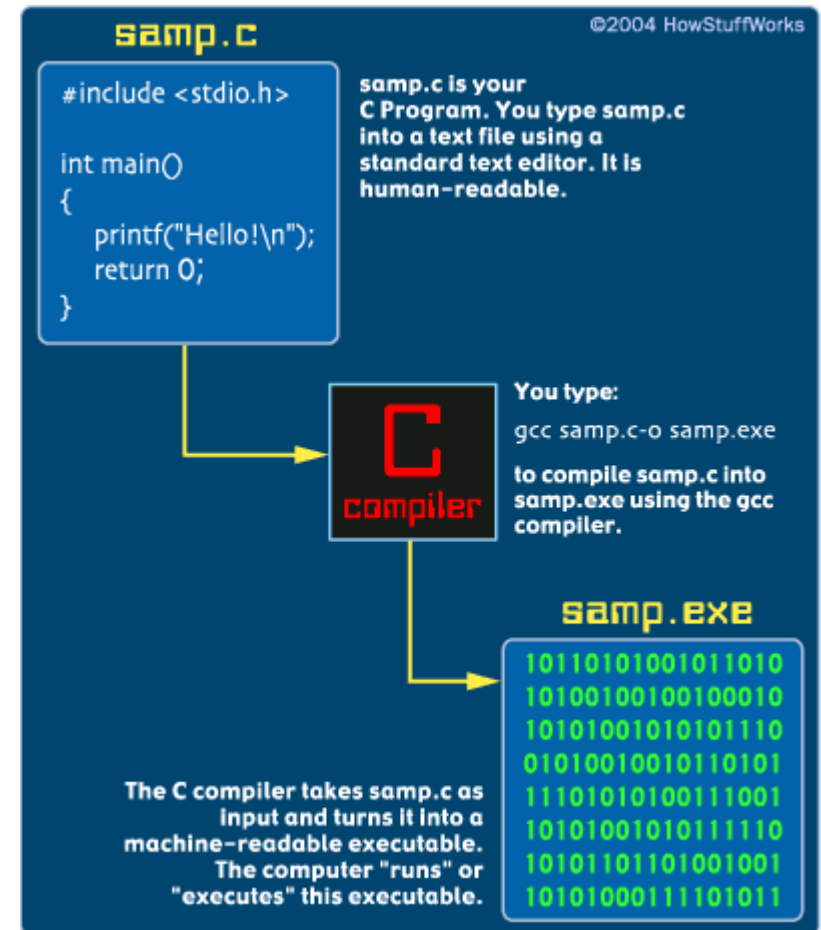 samp.c
©2004 HowStuffWorks
#include <stdio.h>
int main()
{
printf("Hello!\n");
return 0;
}
samp.c is your
C Program. You type samp.c
into a text file using a
standard text editor. It is
human-readable.
C
compiler
You type:
gcc samp.c-o samp.exe
to compile samp.c into
samp.exe using the gcc
compiler.
samp.exe
10110101001011010
10100100100100010
10101001010101110
01010010010110101
11101010100111001
10101001010111110
10101101101001001
10101000111101011
The C compiler takes samp.c as
input and turns it into a
machine-readable executable.
The computer "runs" or
"executes" this executable.